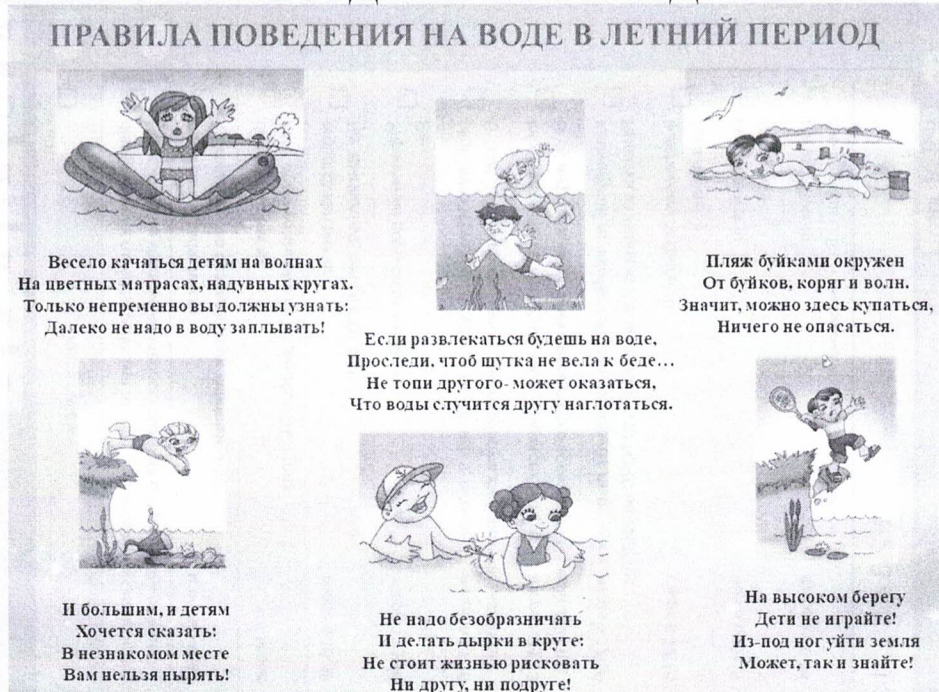 ПРАВИЛА ПОВЕДЕНИЯ НА ВОДЕ В ЛЕТНИЙ ПЕРИОД
Весело качаться детям на волнах
На цветных матрасах, надувных кругах.
Только непременно вы должны узнать:
Далеко не надо в воду заплывать!
Если развлекаться будешь на воде,
Проследи, чтоб шутка не вела к беде...
Не топи другого- может оказаться,
Что воды случится другу наглотаться.
Пляж буйками окружен
От буйков, коряг и волн.
Значит, можно здесь купаться,
Ничего не опасаться.
И большим, и детям
Хочется сказать:
В незнакомом месте
Вам нельзя нырять!
Не надо безобразничать
И делать дырки в круге:
Не стоит жизнью рисковать
Ни другу, ни подруге!
На высоком берегу
Дети не играйте!
Из-под ног уйти земля
Может, так и знайте!